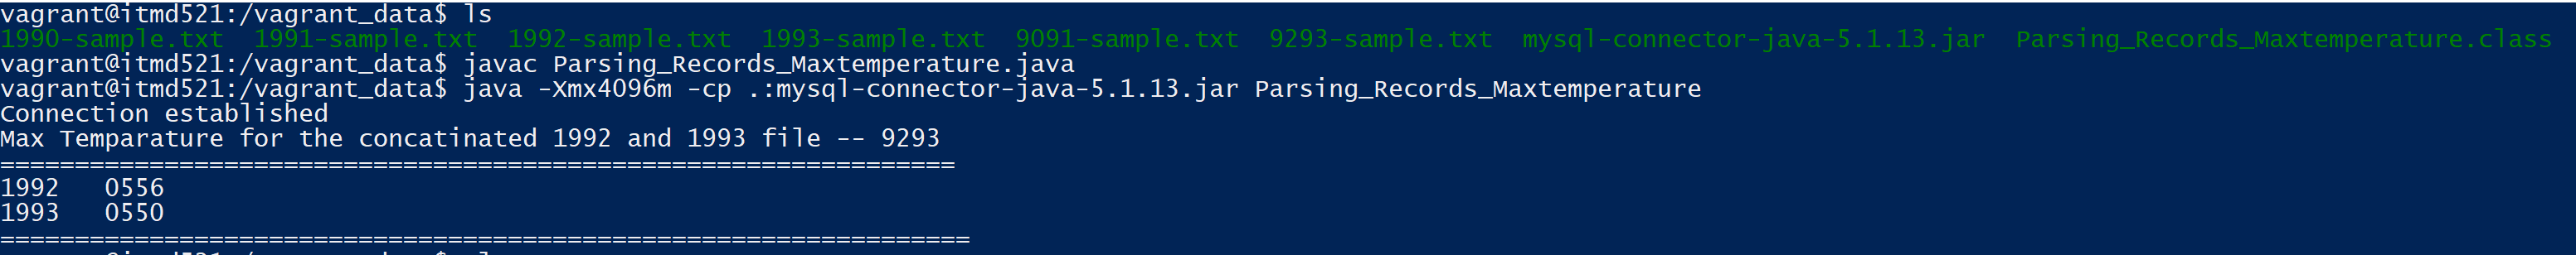 vagrant@itmd521:/vagrant_data$ ls
1990-sample.txt  1991-sample.txt  1992-sample.txt  1993-sample.txt  9091-sample.txt  9293-sample.txt  mysql-connector-java-5.1.13.jar  Parsing_Records_Maxtemperature.class
vagrant@itmd521:/vagrant_data$ javac Parsing_Records_Maxtemperature.java
vagrant@itmd521:/vagrant_data$ java -Xmx4096m -cp .:mysql-connector-java-5.1.13.jar Parsing_Records_Maxtemperature
Connection established
Max Temparature for the concatinated 1992 and 1993 file -- 9293
================================================================
1992   0556
1993   0550
=================================================================